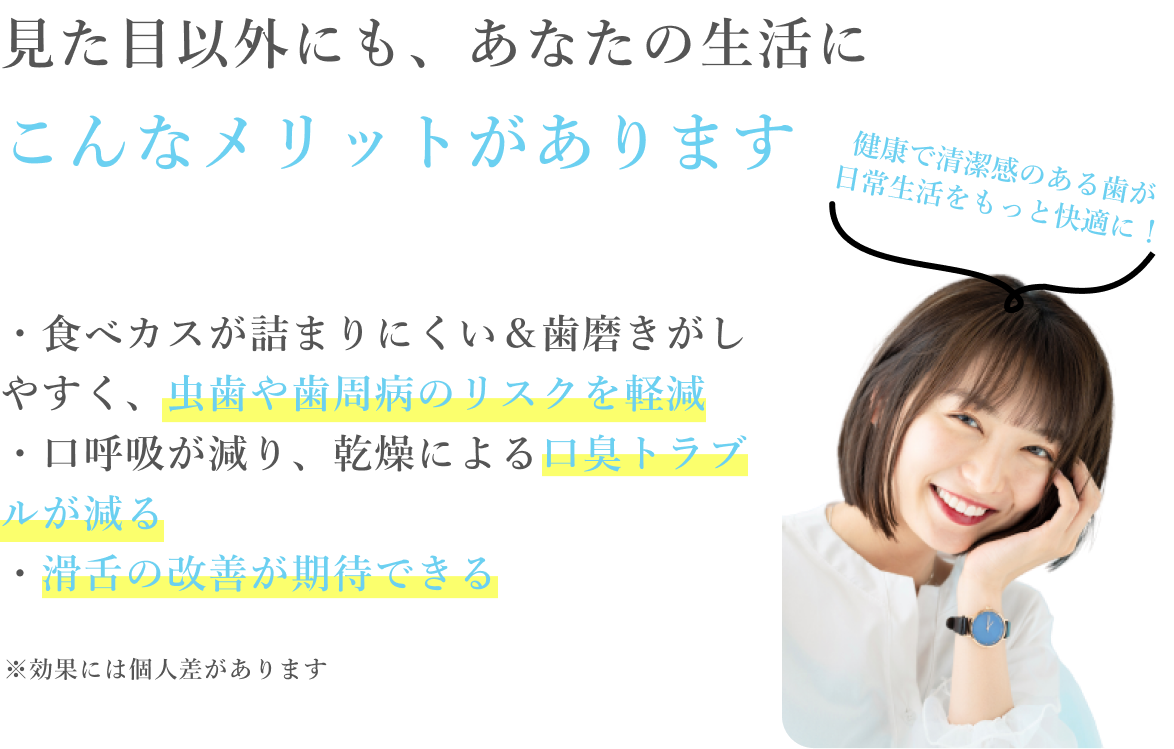 見た目以外にも、あなたの生活に
こんなメリットがあります
健康で清潔感のある歯が
日常生活をもっと快適に！
・食べカスが詰まりにくい＆歯磨きがし
やすく、虫歯や歯周病のリスクを軽減
・口呼吸が減り、乾燥による口臭トラブ
ルが減る
・滑舌の改善が期待できる
※効果には個人差があります